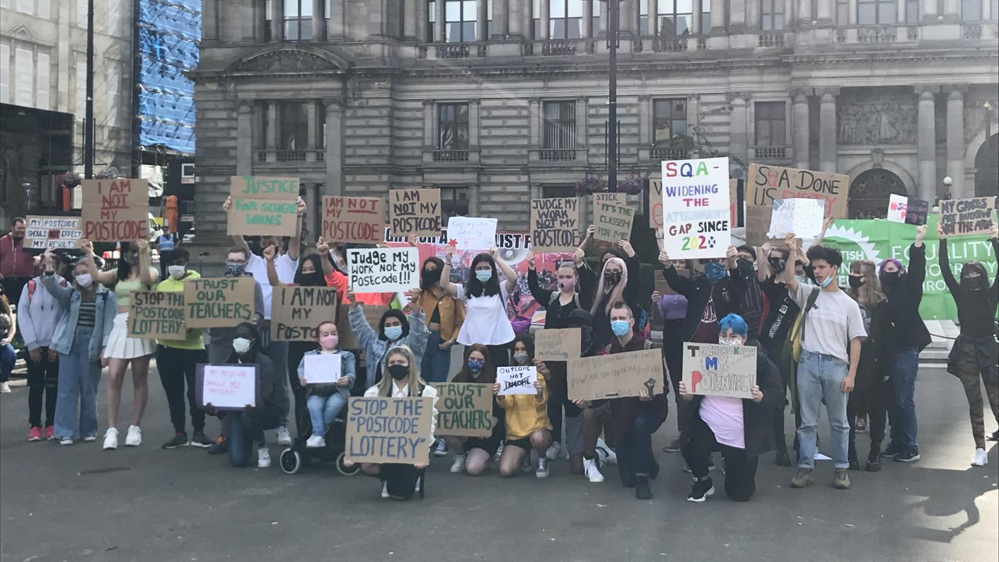 MY POSTCODE
SHOULD NOT EFFECT
MY RESULTS
I AM
NOT
MY
POSTCODE
JUSTICE
FOR SCHEME
WAINS
I AM NOT
MY
POSTCODE
I AM
NOT MY
POSTCODE
JUDGE MY
WORK NOT MY
POSTCODE
STICK
IT'S THE
CLASSISM
FOR ME
SQA-
WIDENING
THE
ATTAINMENT
GAP SINCE
2020
SQA DONE
US DIRTY
MY GRADES
STOP THE
POSTCODE
LOTTERY
TRUST
OUR
TEACHERS
I AM NOT
MY
Judge My
WORK NOT MY
Postcode!!!
EQUALITY
MY POSTCODE
SHOULD NOT
MATTER!!
STOP THE
"POSTCODE
LOTTERY"
TRUST
OUR
TEACHERS
OUTCOME
NOT
INCOME
TEACHERS KNOW
MY
POTENTIAL!